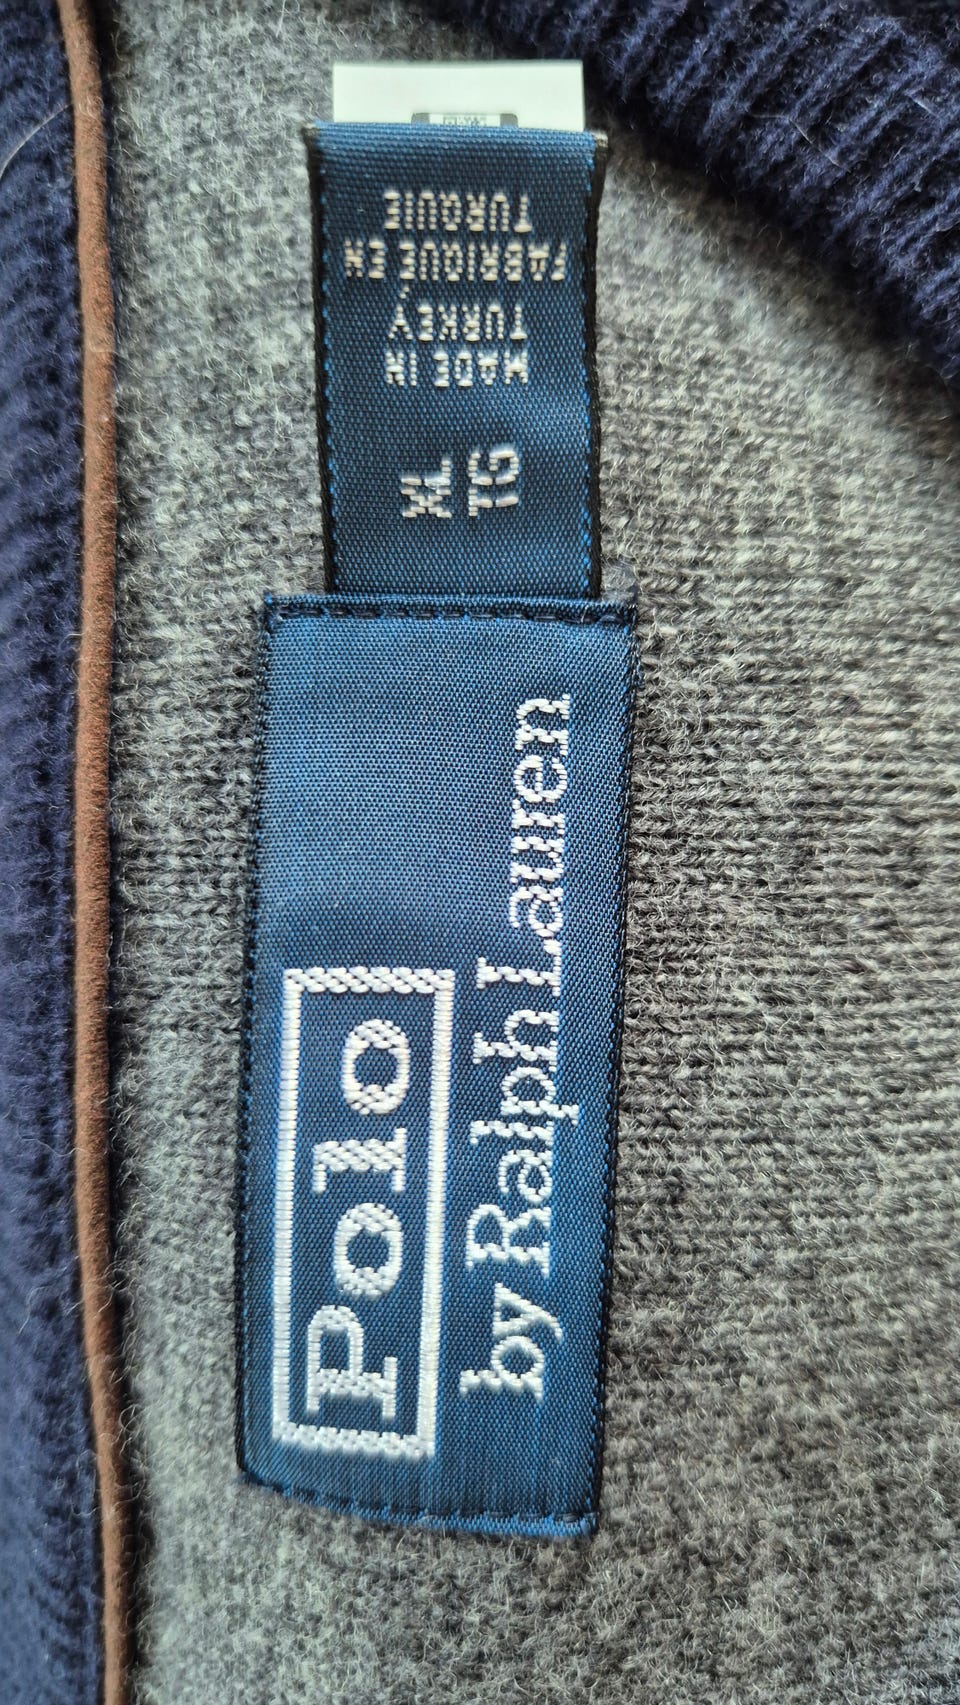 Polo
by Ralph Lauren
XL
TG
MADE IN
TURKEY
FABRIQUE EN
TURQUIE